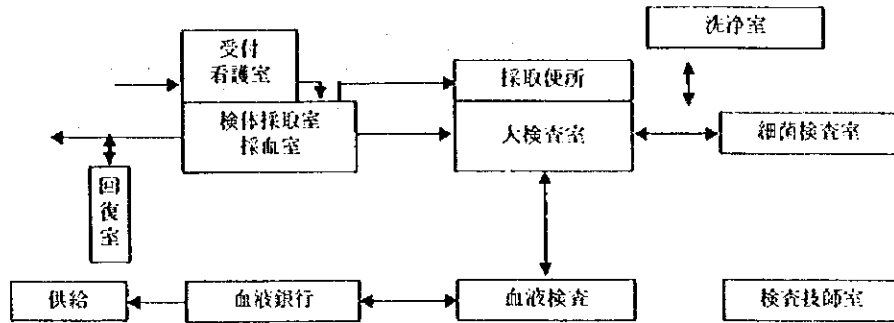 洗浄室
受付
看護室
採取便所
検体採取室
採血室
大検査室
細菌検査室
回復室
供給
血液銀行
血液検査
検査技師室